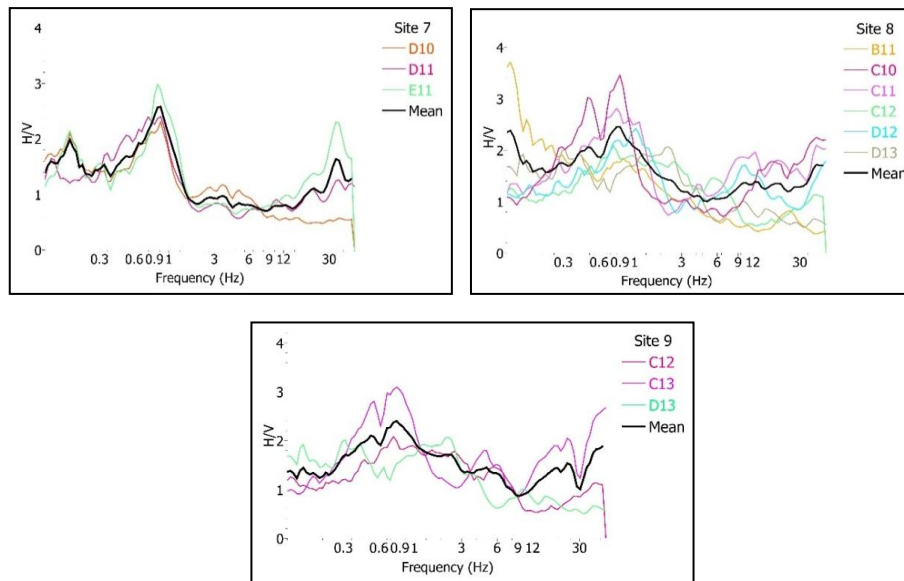 Site 7
D10
D11
E11
Mean
4
3
2
1
0
H/V
0.3 0.6 0.9 1 3 6 9 12 30
Frequency (Hz)
Site 8
B11
C10
C11
C12
D12
D13
Mean
4
3
2
1
0
H/V
0.3 0.6 0.9 1 3 6 9 12 30
Frequency (Hz)
Site 9
C12
C13
D13
Mean
4
3
2
1
0
H/V
0.3 0.6 0.9 1 3 6 9 12 30
Frequency (Hz)